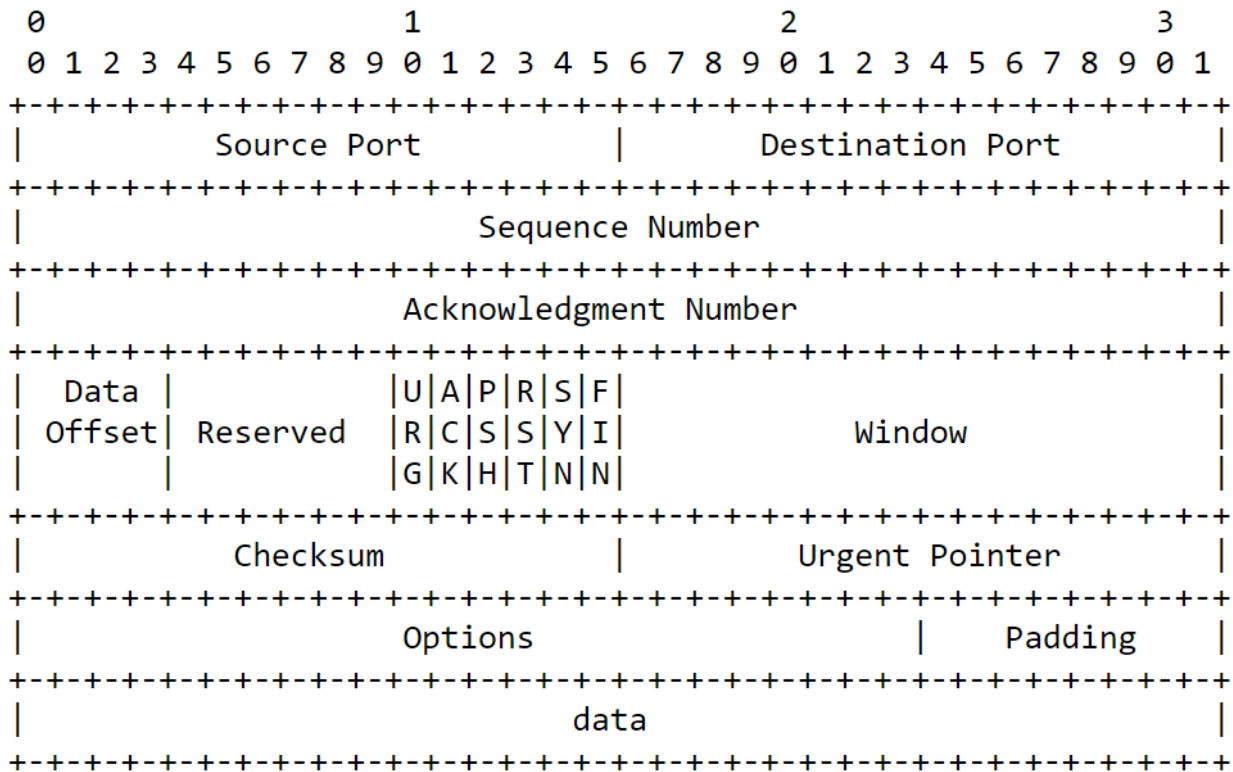 0                   1                   2                   3
 0 1 2 3 4 5 6 7 8 9 0 1 2 3 4 5 6 7 8 9 0 1 2 3 4 5 6 7 8 9 0 1
+-+-+-+-+-+-+-+-+-+-+-+-+-+-+-+-+-+-+-+-+-+-+-+-+-+-+-+-+-+-+-+-+
|          Source Port          |       Destination Port        |
+-+-+-+-+-+-+-+-+-+-+-+-+-+-+-+-+-+-+-+-+-+-+-+-+-+-+-+-+-+-+-+-+
|                        Sequence Number                        |
+-+-+-+-+-+-+-+-+-+-+-+-+-+-+-+-+-+-+-+-+-+-+-+-+-+-+-+-+-+-+-+-+
|                    Acknowledgment Number                      |
+-+-+-+-+-+-+-+-+-+-+-+-+-+-+-+-+-+-+-+-+-+-+-+-+-+-+-+-+-+-+-+-+
|  Data |           |U|A|P|R|S|F|                               |
| Offset| Reserved  |R|C|S|S|Y|I|            Window             |
|       |           |G|K|H|T|N|N|                               |
+-+-+-+-+-+-+-+-+-+-+-+-+-+-+-+-+-+-+-+-+-+-+-+-+-+-+-+-+-+-+-+-+
|           Checksum            |         Urgent Pointer        |
+-+-+-+-+-+-+-+-+-+-+-+-+-+-+-+-+-+-+-+-+-+-+-+-+-+-+-+-+-+-+-+-+
|                    Options                    |    Padding    |
+-+-+-+-+-+-+-+-+-+-+-+-+-+-+-+-+-+-+-+-+-+-+-+-+-+-+-+-+-+-+-+-+
|                             data                              |
+-+-+-+-+-+-+-+-+-+-+-+-+-+-+-+-+-+-+-+-+-+-+-+-+-+-+-+-+-+-+-+-+